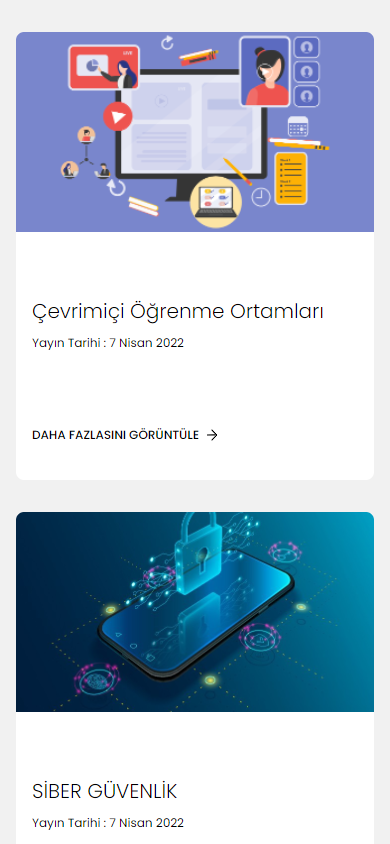 LIVE
Çevrimiçi Öğrenme Ortamları
Yayın Tarihi : 7 Nisan 2022
DAHA FAZLASINI GÖRÜNTÜLE
SİBER GÜVENLİK
Yayın Tarihi : 7 Nisan 2022